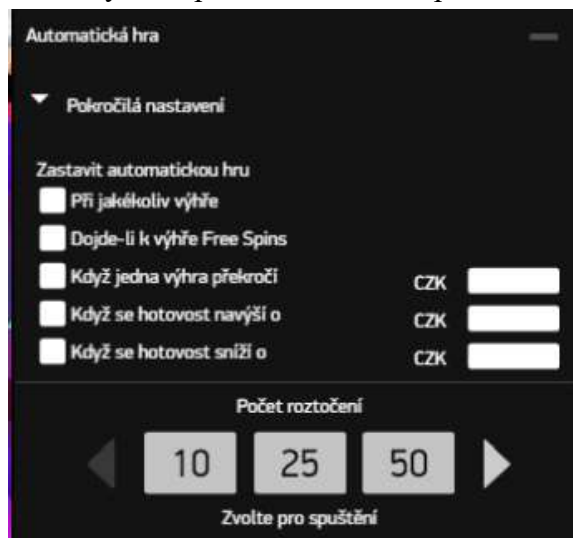 Automatická hra
Pokročilá nastavení
Zastavit automatickou hru
Při jakékoliv výhře
Dojde-li k výhře Free Spins
Když jedna výhra překročí CZK
Když se hotovost navýší o CZK
Když se hotovost sníží o CZK
Počet roztočení
10 25 50
Zvolte pro spuštění